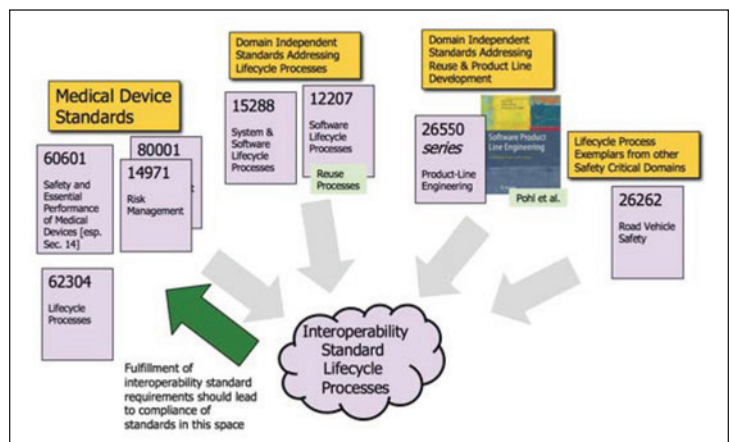 Medical Device
Standards
60601
Safety and
Essential
Performance
of Medical
Devices [esp.
Sec. 14]
80001
14971
Risk
Management
62304
Lifecycle
Processes
Domain Independent
Standards Addressing
Lifecycle Processes
15288
System &
Software
Lifecycle
Processes
12207
Software
Lifecycle
Processes
Reuse
Processes
Domain Independent
Standards Addressing
Reuse & Product Line
Development
26550
series
Product-Line
Engineering
Software Product
Line Engineering
Pohl et al.
Lifecycle Process
Exemplars from other
Safety Critical Domains
26262
Road Vehicle
Safety
Interoperability
Standard
Lifecycle
Processes
Fulfillment of
interoperability standard
requirements should lead
to compliance of
standards in this space